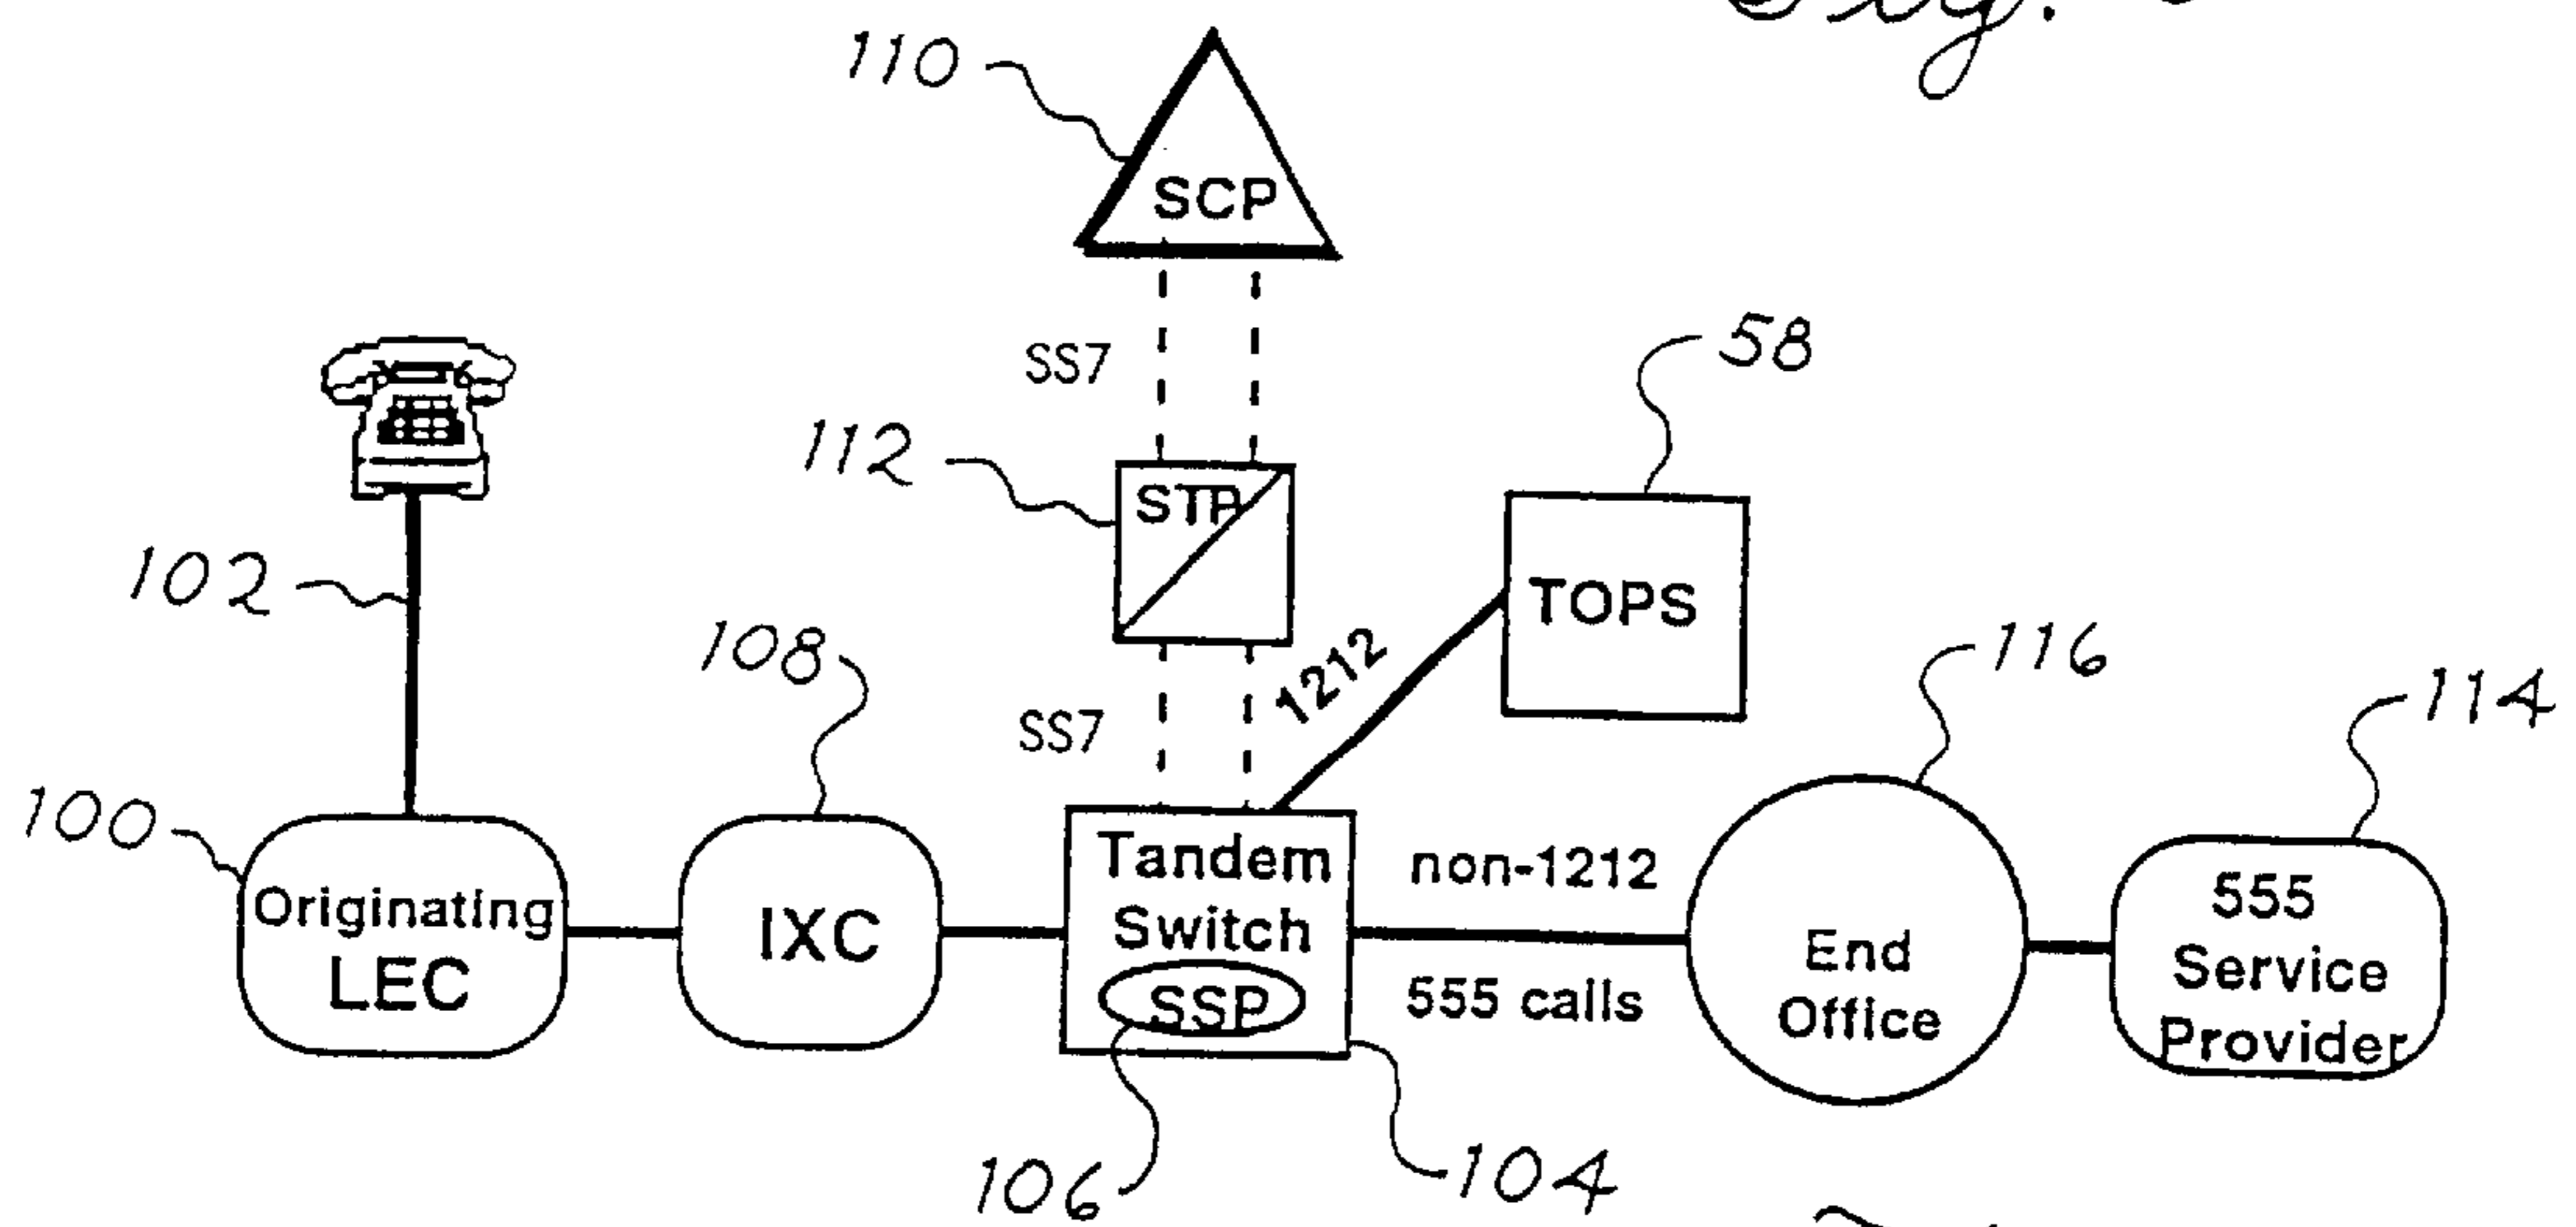 Fig.
110
SCP
SS7
58
112
STP
TOPS
102
108
1212
116
114
SS7
100
Originating
LEC
IXC
Tandem
Switch
SSP
non-1212
555 calls
End
Office
555
Service
Provider
106
104